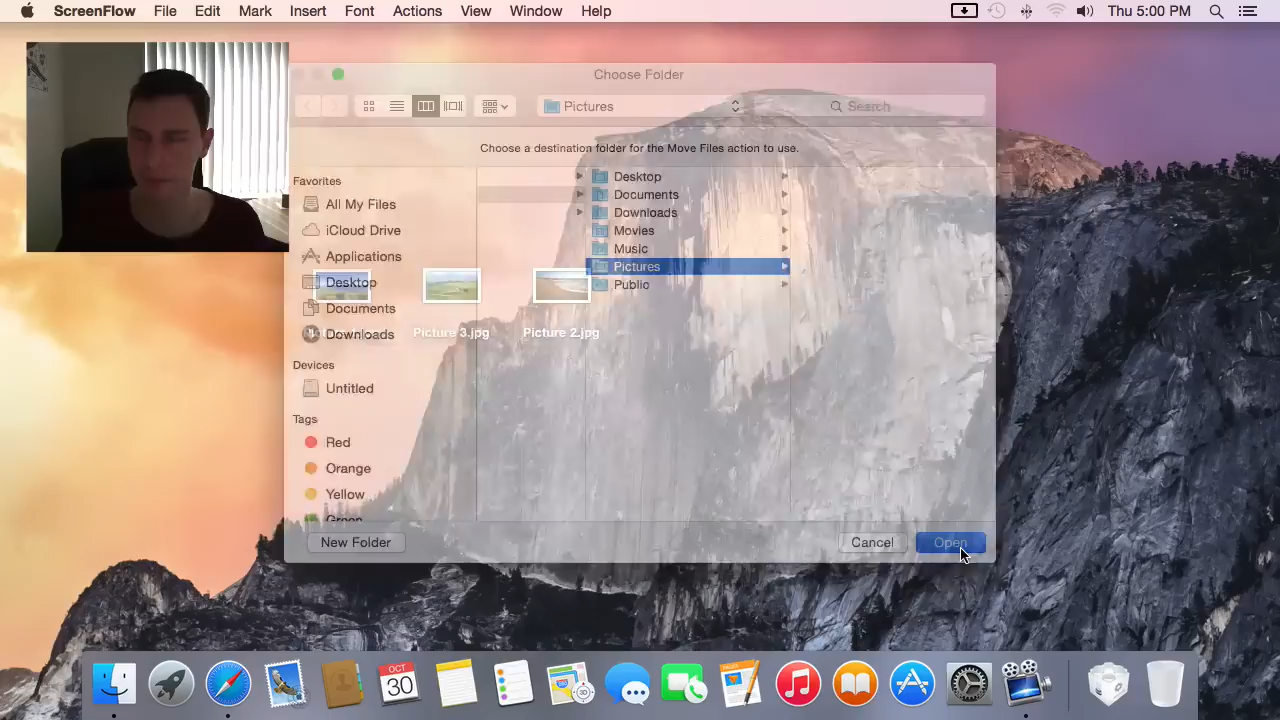 ScreenFlow File Edit Mark Insert Font Actions View Window Help Thu 5:00 PM
Choose Folder
Pictures Search
Choose a destination folder for the Move Files action to use.
Favorites
All My Files
iCloud Drive
Applications
Desktop
Documents
Downloads
Devices
Untitled
Tags
Red
Orange
Yellow
Green
Desktop
Documents
Downloads
Movies
Music
Pictures
Public
Picture 3.jpg
Picture 2.jpg
New Folder Cancel Open
OCT
30
3D